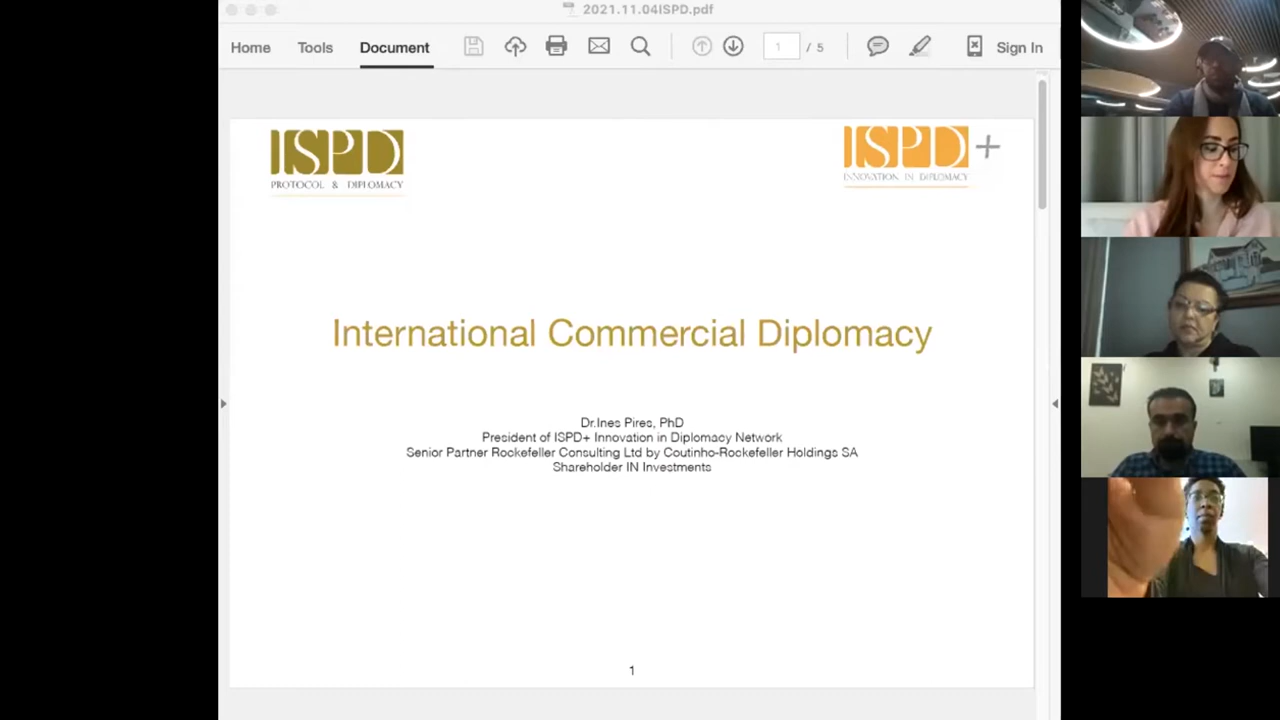 2021.11.04ISPD.pdf
Home Tools Document 1 / 5 Sign In
ISPD
PROTOCOL & DIPLOMACY
ISPD +
INNOVATION IN DIPLOMACY
International Commercial Diplomacy
Dr.Ines Pires, PhD
President of ISPD+ Innovation in Diplomacy Network
Senior Partner Rockefeller Consulting Ltd by Coutinho-Rockefeller Holdings SA
Shareholder IN Investments
1